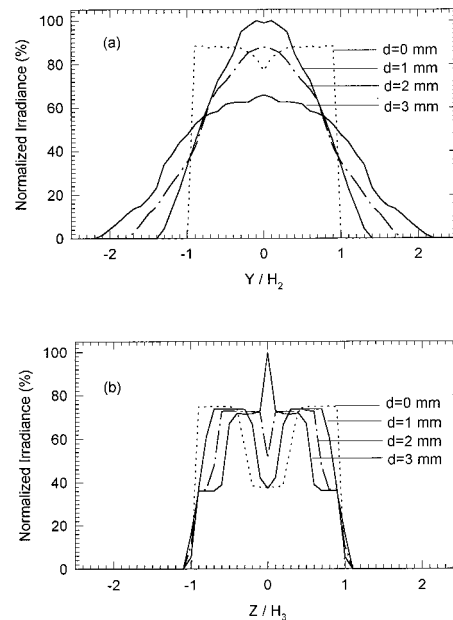 (a)
Normalized Irradiance (%)
100
80
60
40
20
0
d=0 mm
d=1 mm
d=2 mm
d=3 mm
-2
-1
0
1
2
Y / H2
(b)
Normalized Irradiance (%)
100
80
60
40
20
0
d=0 mm
d=1 mm
d=2 mm
d=3 mm
-2
-1
0
1
2
Z / H3